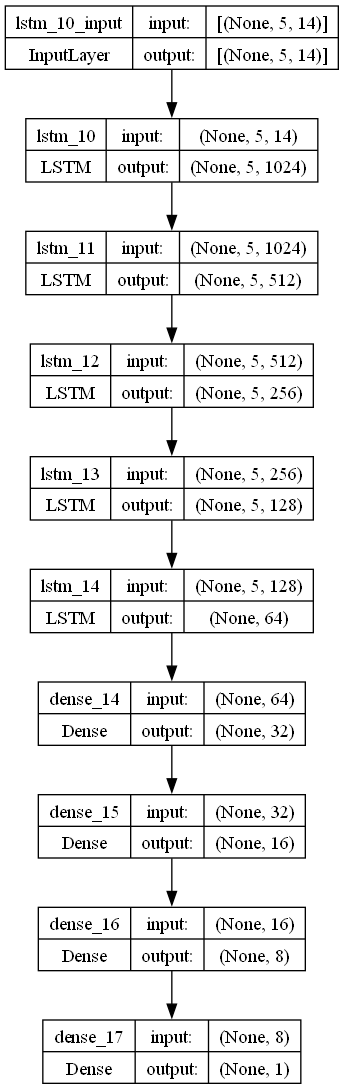 lstm_10_input input: [(None, 5, 14)]
InputLayer output: [(None, 5, 14)]
lstm_10 input: (None, 5, 14)
LSTM output: (None, 5, 1024)
lstm_11 input: (None, 5, 1024)
LSTM output: (None, 5, 512)
lstm_12 input: (None, 5, 512)
LSTM output: (None, 5, 256)
lstm_13 input: (None, 5, 256)
LSTM output: (None, 5, 128)
lstm_14 input: (None, 5, 128)
LSTM output: (None, 64)
dense_14 input: (None, 64)
Dense output: (None, 32)
dense_15 input: (None, 32)
Dense output: (None, 16)
dense_16 input: (None, 16)
Dense output: (None, 8)
dense_17 input: (None, 8)
Dense output: (None, 1)